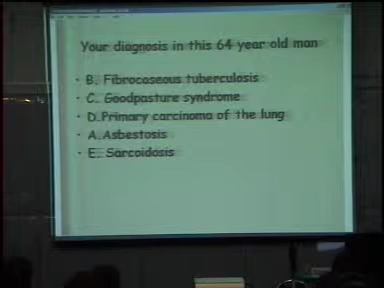 Your diagnosis in this 64 year old man
· B. Fibrocaseous tuberculosis
· C. Goodpasture syndrome
· D.Primary carcinoma of the lung
· A.Asbestosis
· E. Sarcoidosis